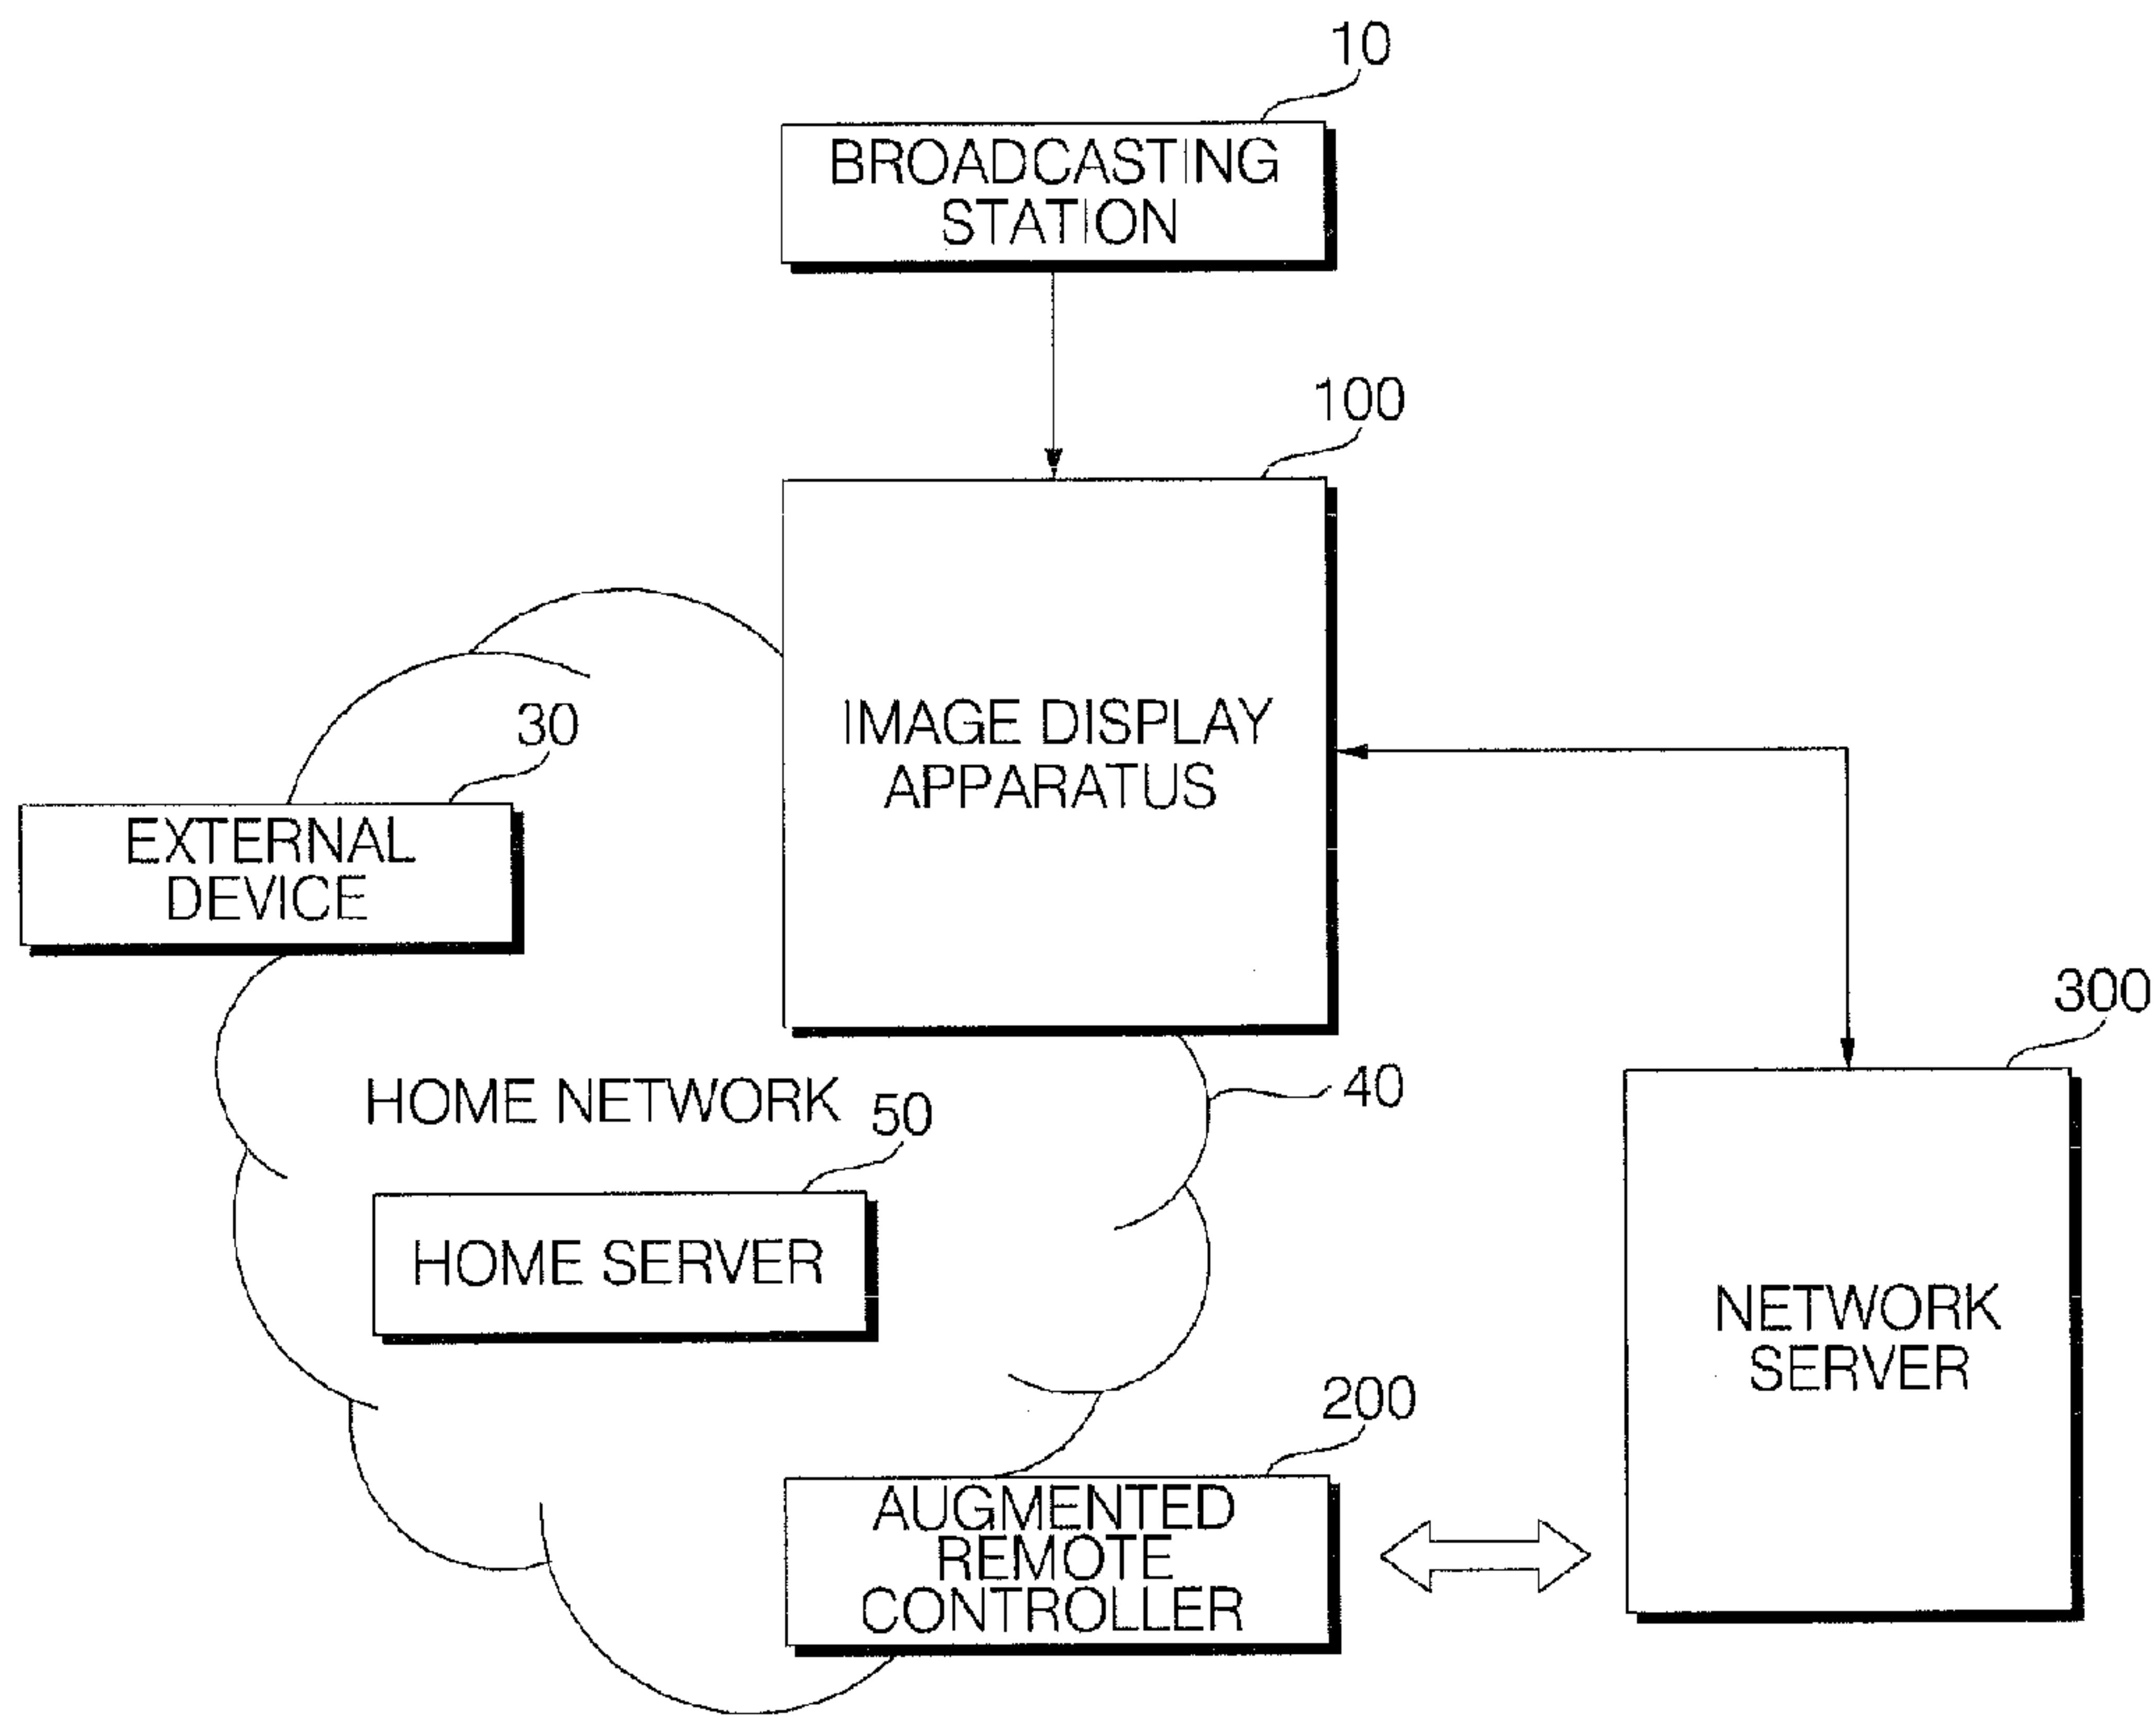 10
BROADCASTING
STATION
100
IMAGE DISPLAY
APPARATUS
30
EXTERNAL
DEVICE
300
HOME NETWORK
40
50
HOME SERVER
NETWORK
SERVER
200
AUGMENTED
REMOTE
CONTROLLER